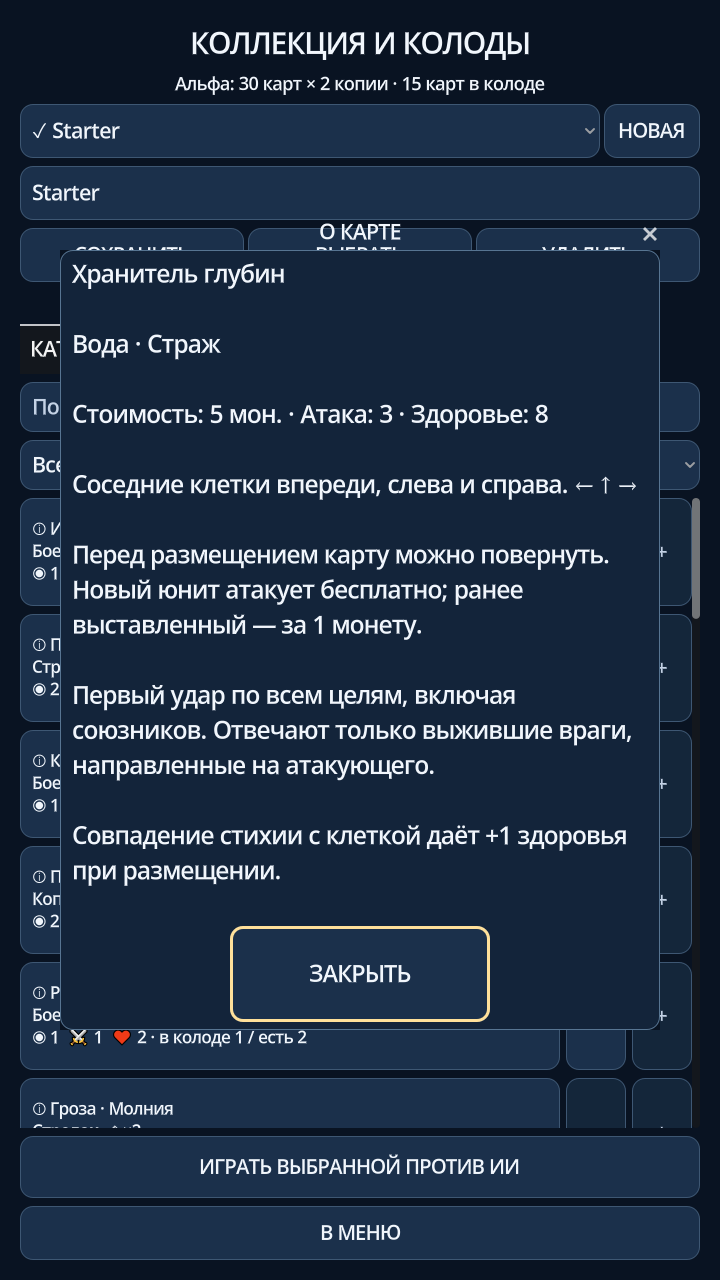 КОЛЛЕКЦИЯ И КОЛОДЫ
Альфа: 30 карт × 2 копии · 15 карт в колоде
✓ Starter
НОВАЯ
Starter
О КАРТЕ
×
Хранитель глубин
Вода · Страж
Стоимость: 5 мон. · Атака: 3 · Здоровье: 8
Соседние клетки впереди, слева и справа. ← ↑ →
Перед размещением карту можно повернуть.
Новый юнит атакует бесплатно; ранее
выставленный — за 1 монету.
Первый удар по всем целям, включая
союзников. Отвечают только выжившие враги,
направленные на атакующего.
Совпадение стихии с клеткой даёт +1 здоровья
при размещении.
ЗАКРЫТЬ
◉ 1 ⚔ 1 ❤ 2 · в колоде 1 / есть 2
ⓘ Гроза · Молния
ИГРАТЬ ВЫБРАННОЙ ПРОТИВ ИИ
В МЕНЮ